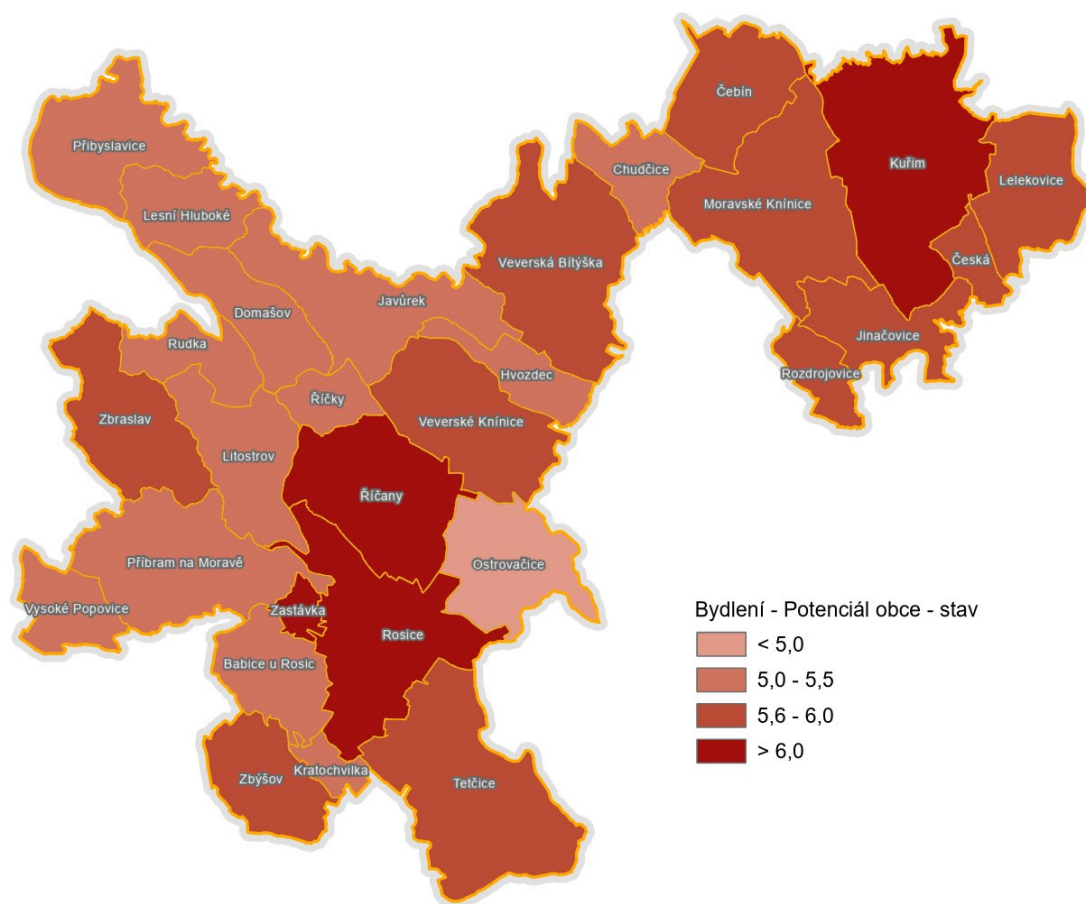 Čebín
Kuřim
Přibyslavice
Chudčice
Lelekovice
Moravské Knínice
Lesní Hluboké
Veverská Bítýška
Česká
Javůrek
Domašov
Jinačovice
Rudka
Hvozdec
Rozdrojovice
Říčky
Zbraslav
Veverské Knínice
Litostrov
Říčany
Příbram na Moravě
Ostrovačice
Vysoké Popovice
Zastávka
Rosice
Babice u Rosic
Kratochvilka
Zbýšov
Tetčice
Bydlení - Potenciál obce - stav
< 5,0
5,0 - 5,5
5,6 - 6,0
> 6,0